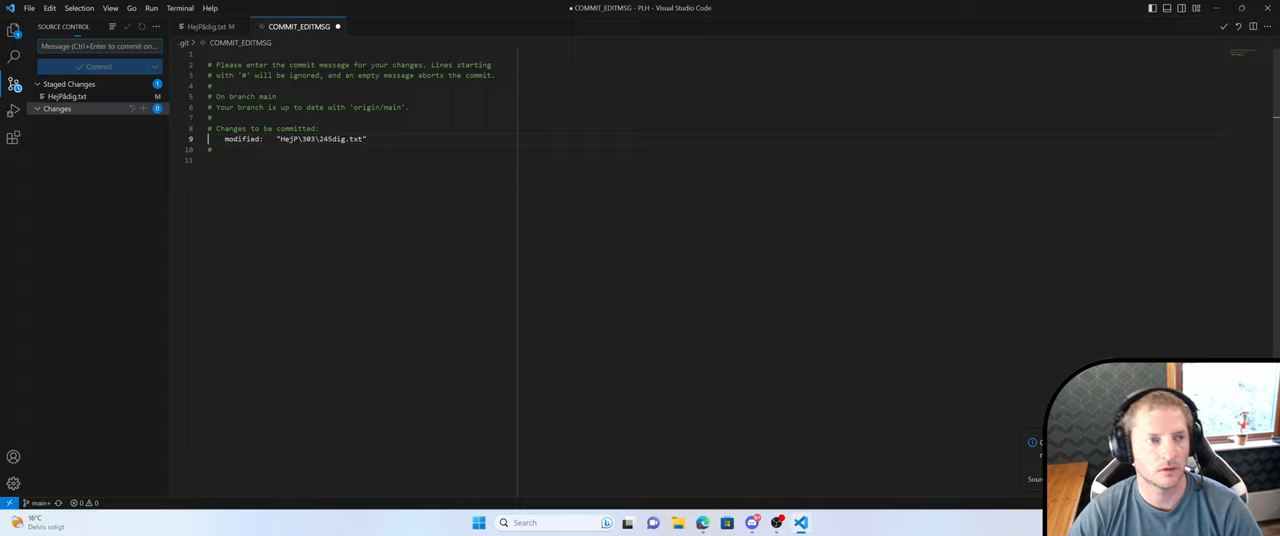 File Edit Selection View Go Run Terminal Help
● COMMIT_EDITMSG - PLH - Visual Studio Code
SOURCE CONTROL
HejPådig.txt M
COMMIT_EDITMSG ●
Message (Ctrl+Enter to commit on...
Commit
Staged Changes 1
HejPådig.txt M
Changes 0
.git > COMMIT_EDITMSG
1
2 # Please enter the commit message for your changes. Lines starting
3 # with '#' will be ignored, and an empty message aborts the commit.
4 #
5 # On branch main
6 # Your branch is up to date with 'origin/main'.
7 #
8 # Changes to be committed:
9 modified: "HejP\303\245dig.txt"
10 #
11
main+ 0 0
16°C
Delvis soligt
Search